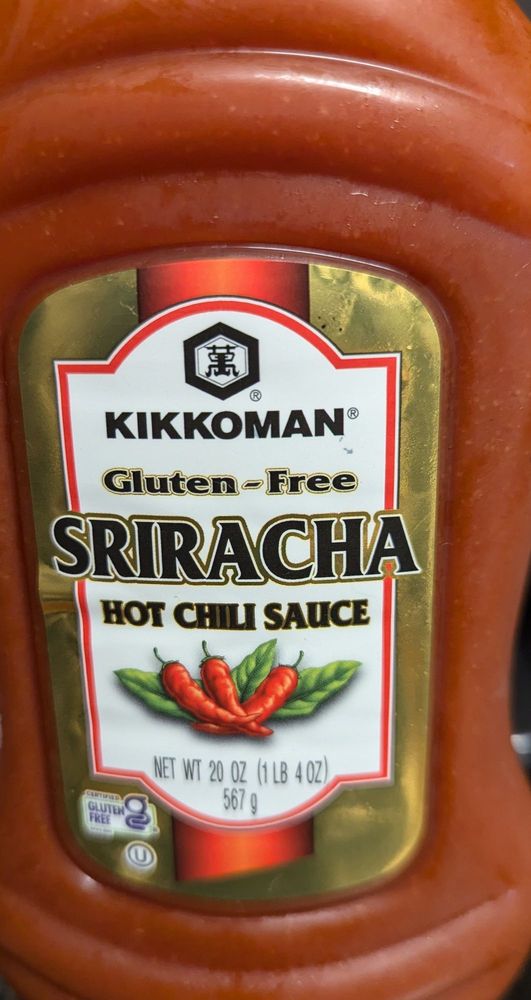 萬
®
KIKKOMAN®
Gluten-Free
SRIRACHA
HOT CHILI SAUCE
NET WT 20 OZ (1 LB 4 OZ)
567 g
CERTIFIED
GLUTEN
FREE
U